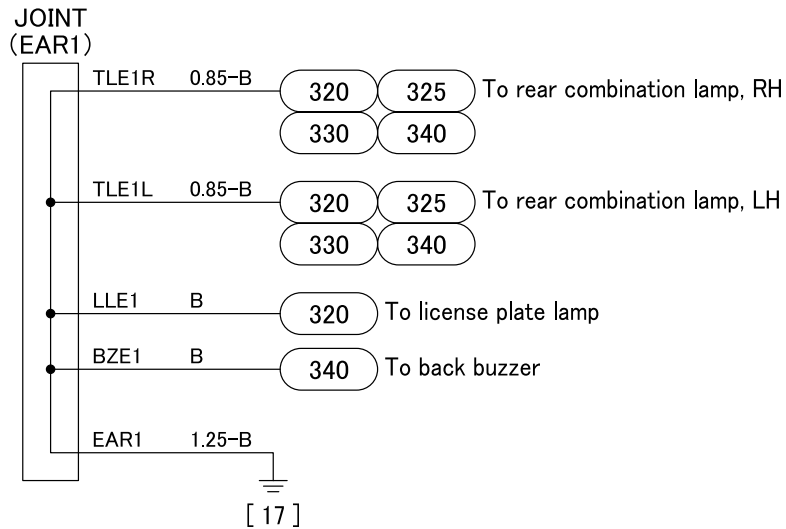 JOINT
(EAR1)
TLE1R 0.85-B 320 325 To rear combination lamp, RH
330 340
TLE1L 0.85-B 320 325 To rear combination lamp, LH
330 340
LLE1 B 320 To license plate lamp
BZE1 B 340 To back buzzer
EAR1 1.25-B
[17]